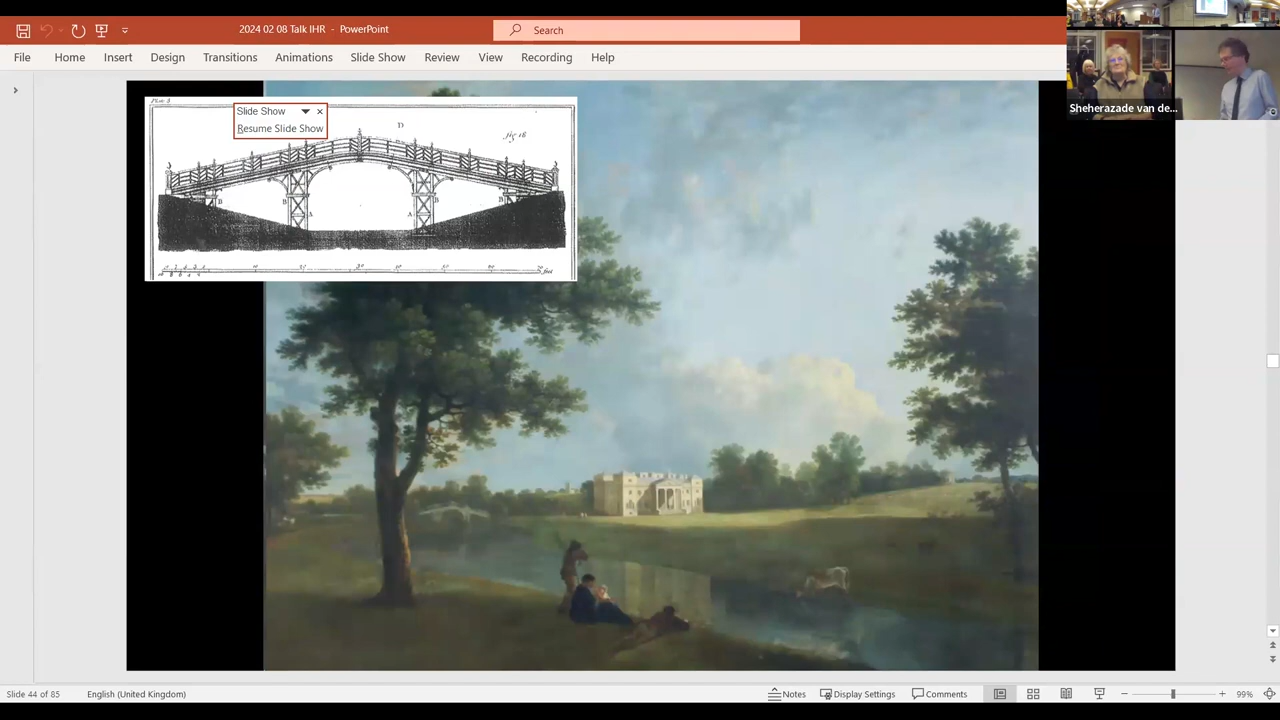 2024 02 08 Talk IHR - PowerPoint
Search
File Home Insert Design Transitions Animations Slide Show Review View Recording Help
Sheherazade van de...
Slide Show
Resume Slide Show
D
fig 18
B
B
B
B
A
A
Slide 44 of 85 English (United Kingdom) Notes Display Settings Comments 99%